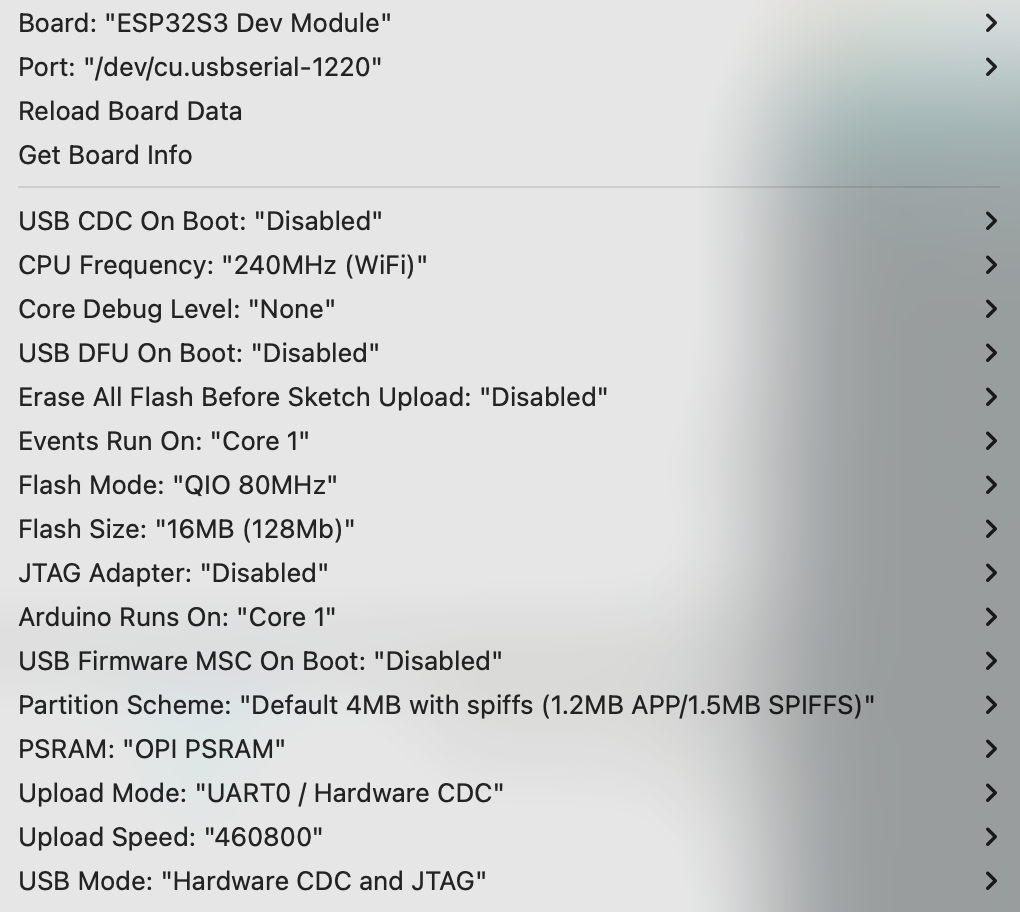 Board: "ESP32S3 Dev Module"
Port: "/dev/cu.usbserial-1220"
Reload Board Data
Get Board Info
USB CDC On Boot: "Disabled"
CPU Frequency: "240MHz (WiFi)"
Core Debug Level: "None"
USB DFU On Boot: "Disabled"
Erase All Flash Before Sketch Upload: "Disabled"
Events Run On: "Core 1"
Flash Mode: "QIO 80MHz"
Flash Size: "16MB (128Mb)"
JTAG Adapter: "Disabled"
Arduino Runs On: "Core 1"
USB Firmware MSC On Boot: "Disabled"
Partition Scheme: "Default 4MB with spiffs (1.2MB APP/1.5MB SPIFFS)"
PSRAM: "OPI PSRAM"
Upload Mode: "UART0 / Hardware CDC"
Upload Speed: "460800"
USB Mode: "Hardware CDC and JTAG"